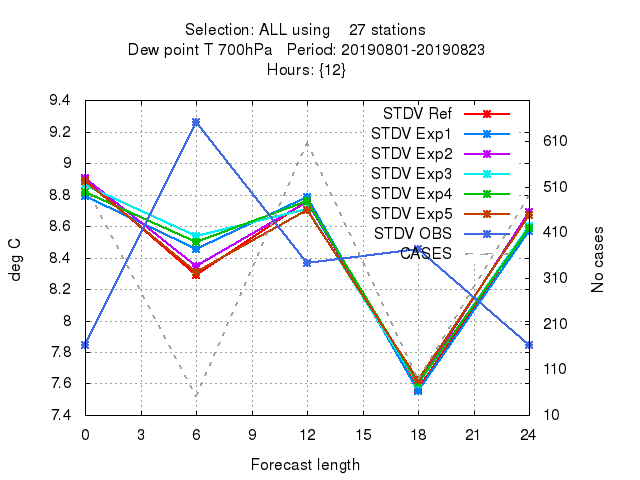 Selection: ALL using    27 stations
Dew point T 700hPa   Period: 20190801-20190823
Hours: {12}
STDV Ref
STDV Exp1
STDV Exp2
STDV Exp3
STDV Exp4
STDV Exp5
STDV OBS
CASES
deg C
9.4
9.2
9
8.8
8.6
8.4
8.2
8
7.8
7.6
7.4
No cases
610
510
410
310
210
110
10
0 3 6 9 12 15 18 21 24
Forecast length